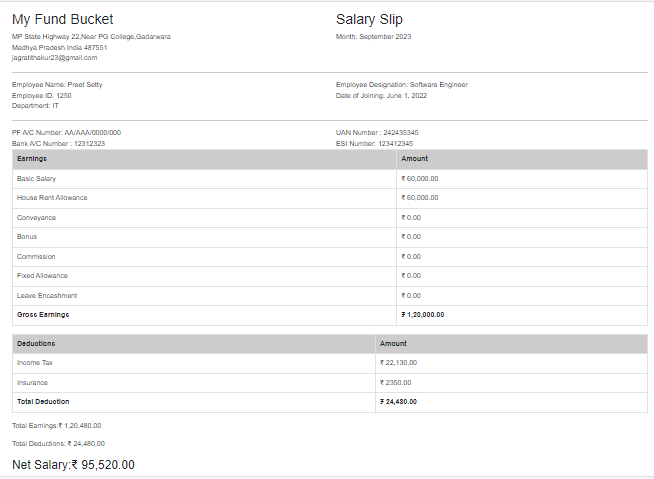 My Fund Bucket
Salary Slip
MP State Highway 22,Near PG College,Gadarwara
Month: September 2023
Madhya Pradesh India 487551
jagratithakur23@gmail.com
Employee Name: Preet Setty
Employee Designation: Software Engineer
Employee ID: 1250
Date of Joining: June 1, 2022
Department: IT
PF A/C Number: AA/AAA/0000/000
UAN Number : 242435345
Bank A/C Number : 12312323
ESI Number: 123412345
Earnings Amount
Basic Salary ₹ 60,000.00
House Rent Allowance ₹ 60,000.00
Conveyance ₹ 0.00
Bonus ₹ 0.00
Commission ₹ 0.00
Fixed Allowance ₹ 0.00
Leave Encashment ₹ 0.00
Gross Earnings ₹ 1,20,000.00
Deductions Amount
Income Tax ₹ 22,130.00
Insurance ₹ 2350.00
Total Deduction ₹ 24,480.00
Total Earnings:₹ 1,20,480.00
Total Deductions: ₹ 24,480.00
Net Salary:₹ 95,520.00